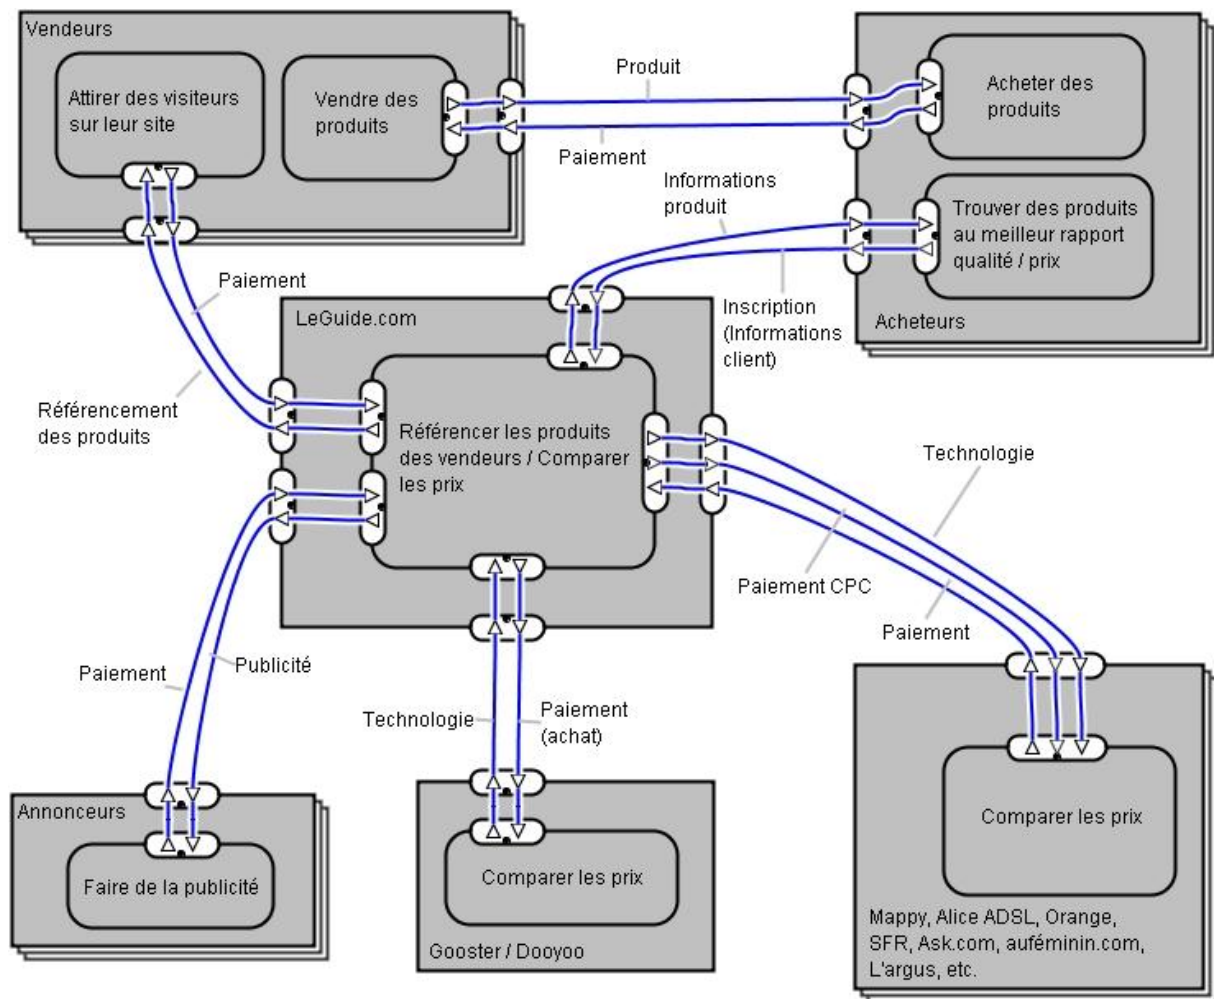 Vendeurs
Attirer des visiteurs
sur leur site
Vendre des
produits
Produit
Paiement
Acheter des
produits
Informations
produit
Trouver des produits
au meilleur rapport
qualité / prix
Acheteurs
Inscription
(Informations
client)
Paiement
Référencement
des produits
LeGuide.com
Référencer les produits
des vendeurs / Comparer
les prix
Technologie
Paiement CPC
Paiement
Paiement
Publicité
Technologie
Paiement
(achat)
Annonceurs
Faire de la publicité
Comparer les prix
Gooster / Dooyoo
Comparer les prix
Mappy, Alice ADSL, Orange,
SFR, Ask.com, auféminin.com,
L'argus, etc.